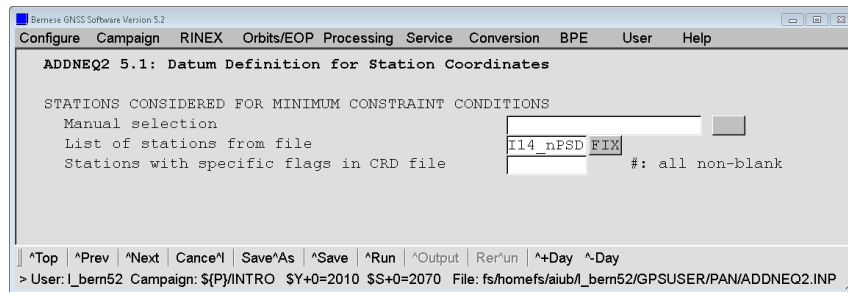 Bernese GNSS Software Version 5.2
Configure Campaign RINEX Orbits/EOP Processing Service Conversion BPE User Help
ADDNEQ2 5.1: Datum Definition for Station Coordinates
STATIONS CONSIDERED FOR MINIMUM CONSTRAINT CONDITIONS
Manual selection
List of stations from file I14_nPSD FIX
Stations with specific flags in CRD file #: all non-blank
^Top ^Prev ^Next Cance^l Save^As ^Save ^Run ^Output Rer^un ^+Day ^-Day
> User: l_bern52 Campaign: ${P}/INTRO $Y+0=2010 $S+0=2070 File: fs/homefs/aiub/l_bern52/GPSUSER/PAN/ADDNEQ2.INP